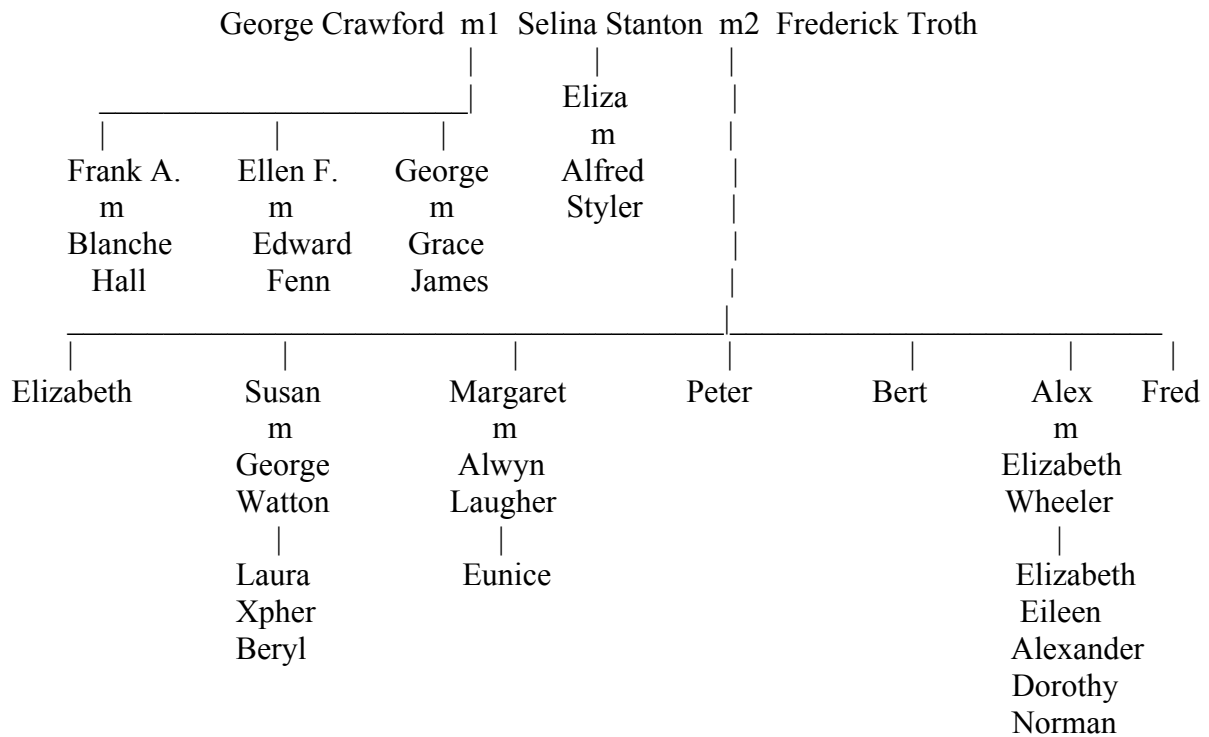 George Crawford m1 Selina Stanton m2 Frederick Troth
Eliza
m
Frank A. Ellen F. George Alfred
m m m Styler
Blanche Edward Grace
Hall Fenn James
Elizabeth Susan Margaret Peter Bert Alex Fred
m m m
George Alwyn Elizabeth
Watton Laugher Wheeler
Laura Eunice Elizabeth
Xpher Eileen
Beryl Alexander
Dorothy
Norman